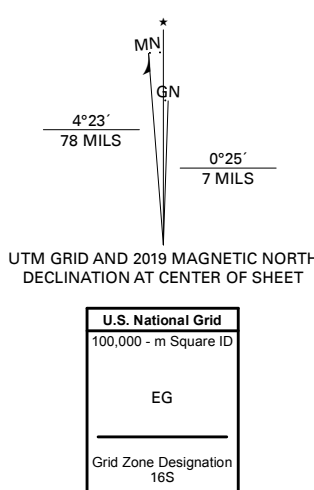 ★
MN
GN
4°23´
78 MILS
0°25´
7 MILS
UTM GRID AND 2019 MAGNETIC NORTH
DECLINATION AT CENTER OF SHEET
U.S. National Grid
100,000 - m Square ID
EG
Grid Zone Designation
16S